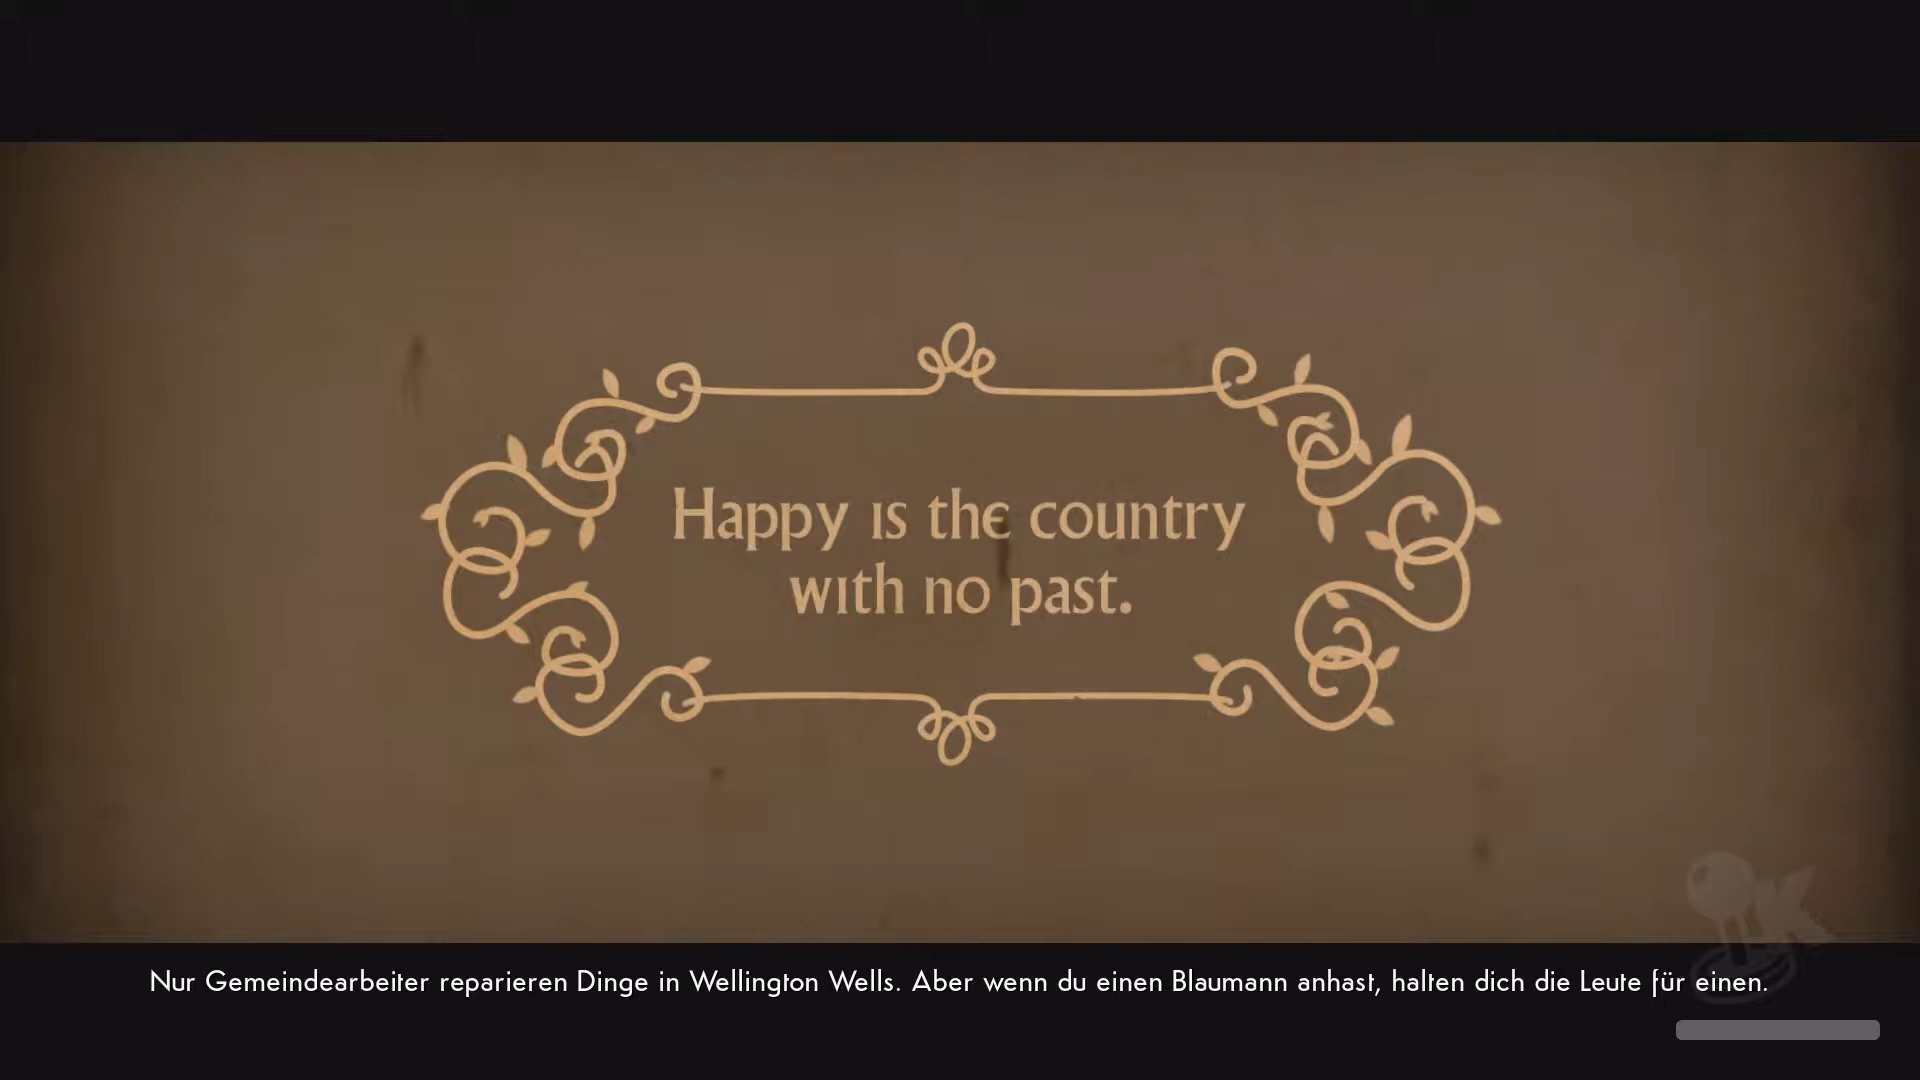 Happy is the country
with no past.
Nur Gemeindearbeiter reparieren Dinge in Wellington Wells. Aber wenn du einen Blaumann anhast, halten dich die Leute für einen.